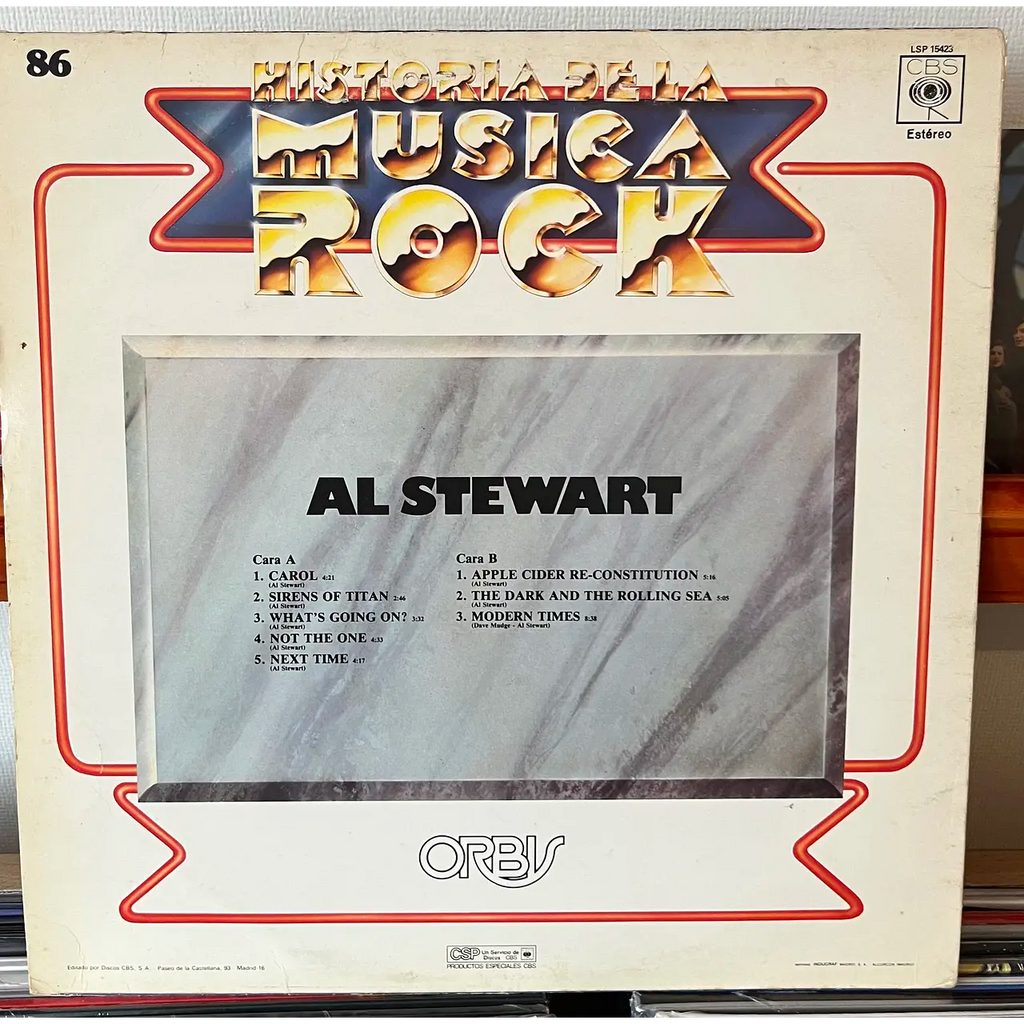 86
LSP 15423
CBS
Estéreo
HISTORIA DE LA
MUSICA
ROCK
AL STEWART
Cara A
1. CAROL 4:21
(Al Stewart)
2. SIRENS OF TITAN 2:46
(Al Stewart)
3. WHAT'S GOING ON? 3:32
(Al Stewart)
4. NOT THE ONE 4:33
(Al Stewart)
5. NEXT TIME 4:17
(Al Stewart)
Cara B
1. APPLE CIDER RE-CONSTITUTION 5:16
(Al Stewart)
2. THE DARK AND THE ROLLING SEA 5:05
(Al Stewart)
3. MODERN TIMES 8:38
(Dave Mudge - Al Stewart)
ORBIS
CSP Un Servicio de
Discos CBS
PRODUCTOS ESPECIALES CBS
Editado por Discos CBS, S.A. Paseo de la Castellana, 93 Madrid-16
INDUGRAF MADRID, S. A.